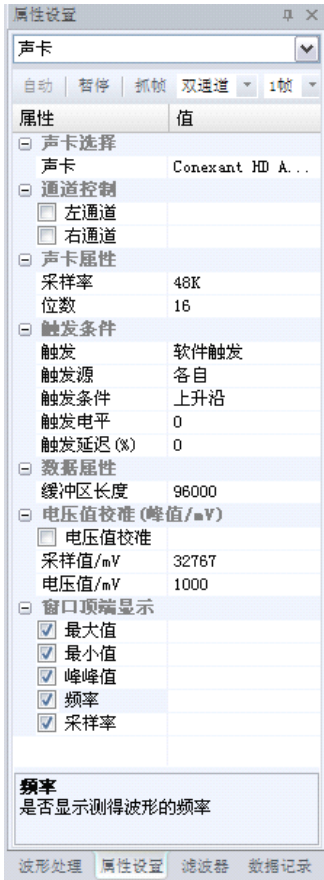 属性设置
声卡
自动 暂停 抓帧 双通道 1帧
属性 值
声卡选择
声卡 Conexant HD A...
通道控制
左通道
右通道
声卡属性
采样率 48K
位数 16
触发条件
触发 软件触发
触发源 各自
触发条件 上升沿
触发电平 0
触发延迟(%) 0
数据属性
缓冲区长度 96000
电压值校准(峰值/mV)
电压值校准
采样值/mV 32767
电压值/mV 1000
窗口顶端显示
最大值
最小值
峰峰值
频率
采样率
频率
是否显示测得波形的频率
波形处理 属性设置 滤波器 数据记录